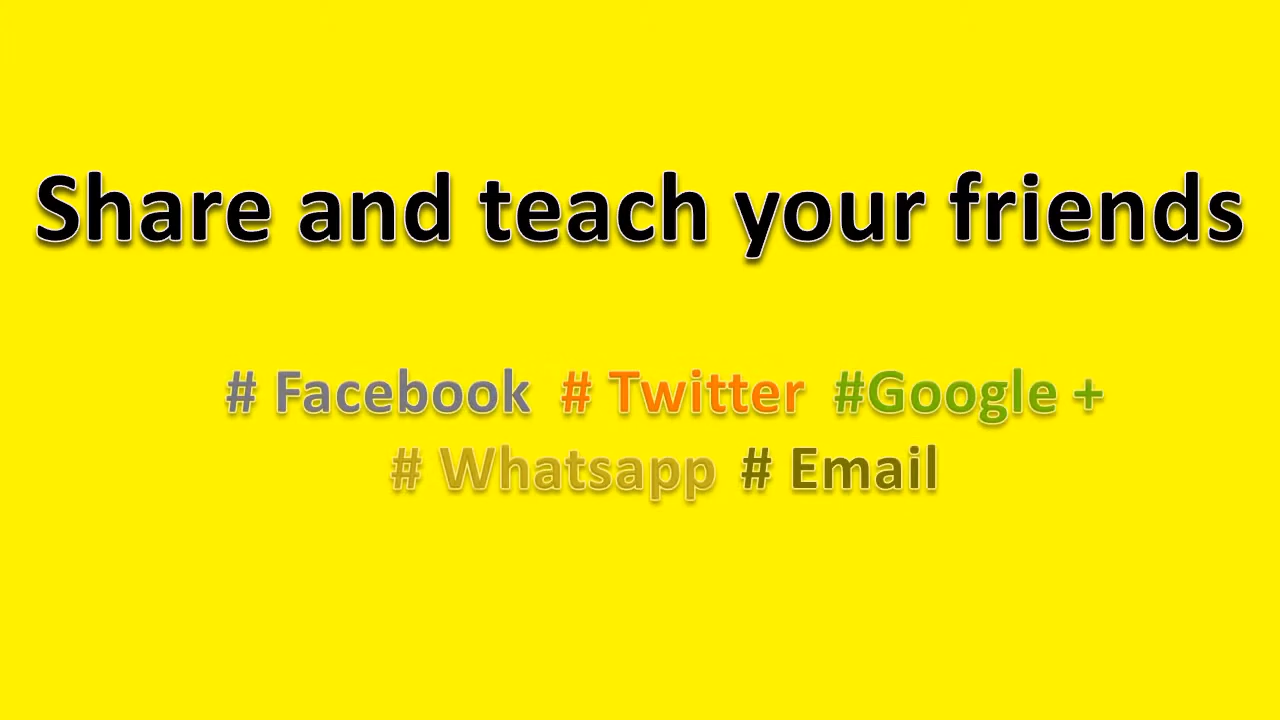 Share and teach your friends
# Facebook # Twitter #Google +
# Whatsapp # Email